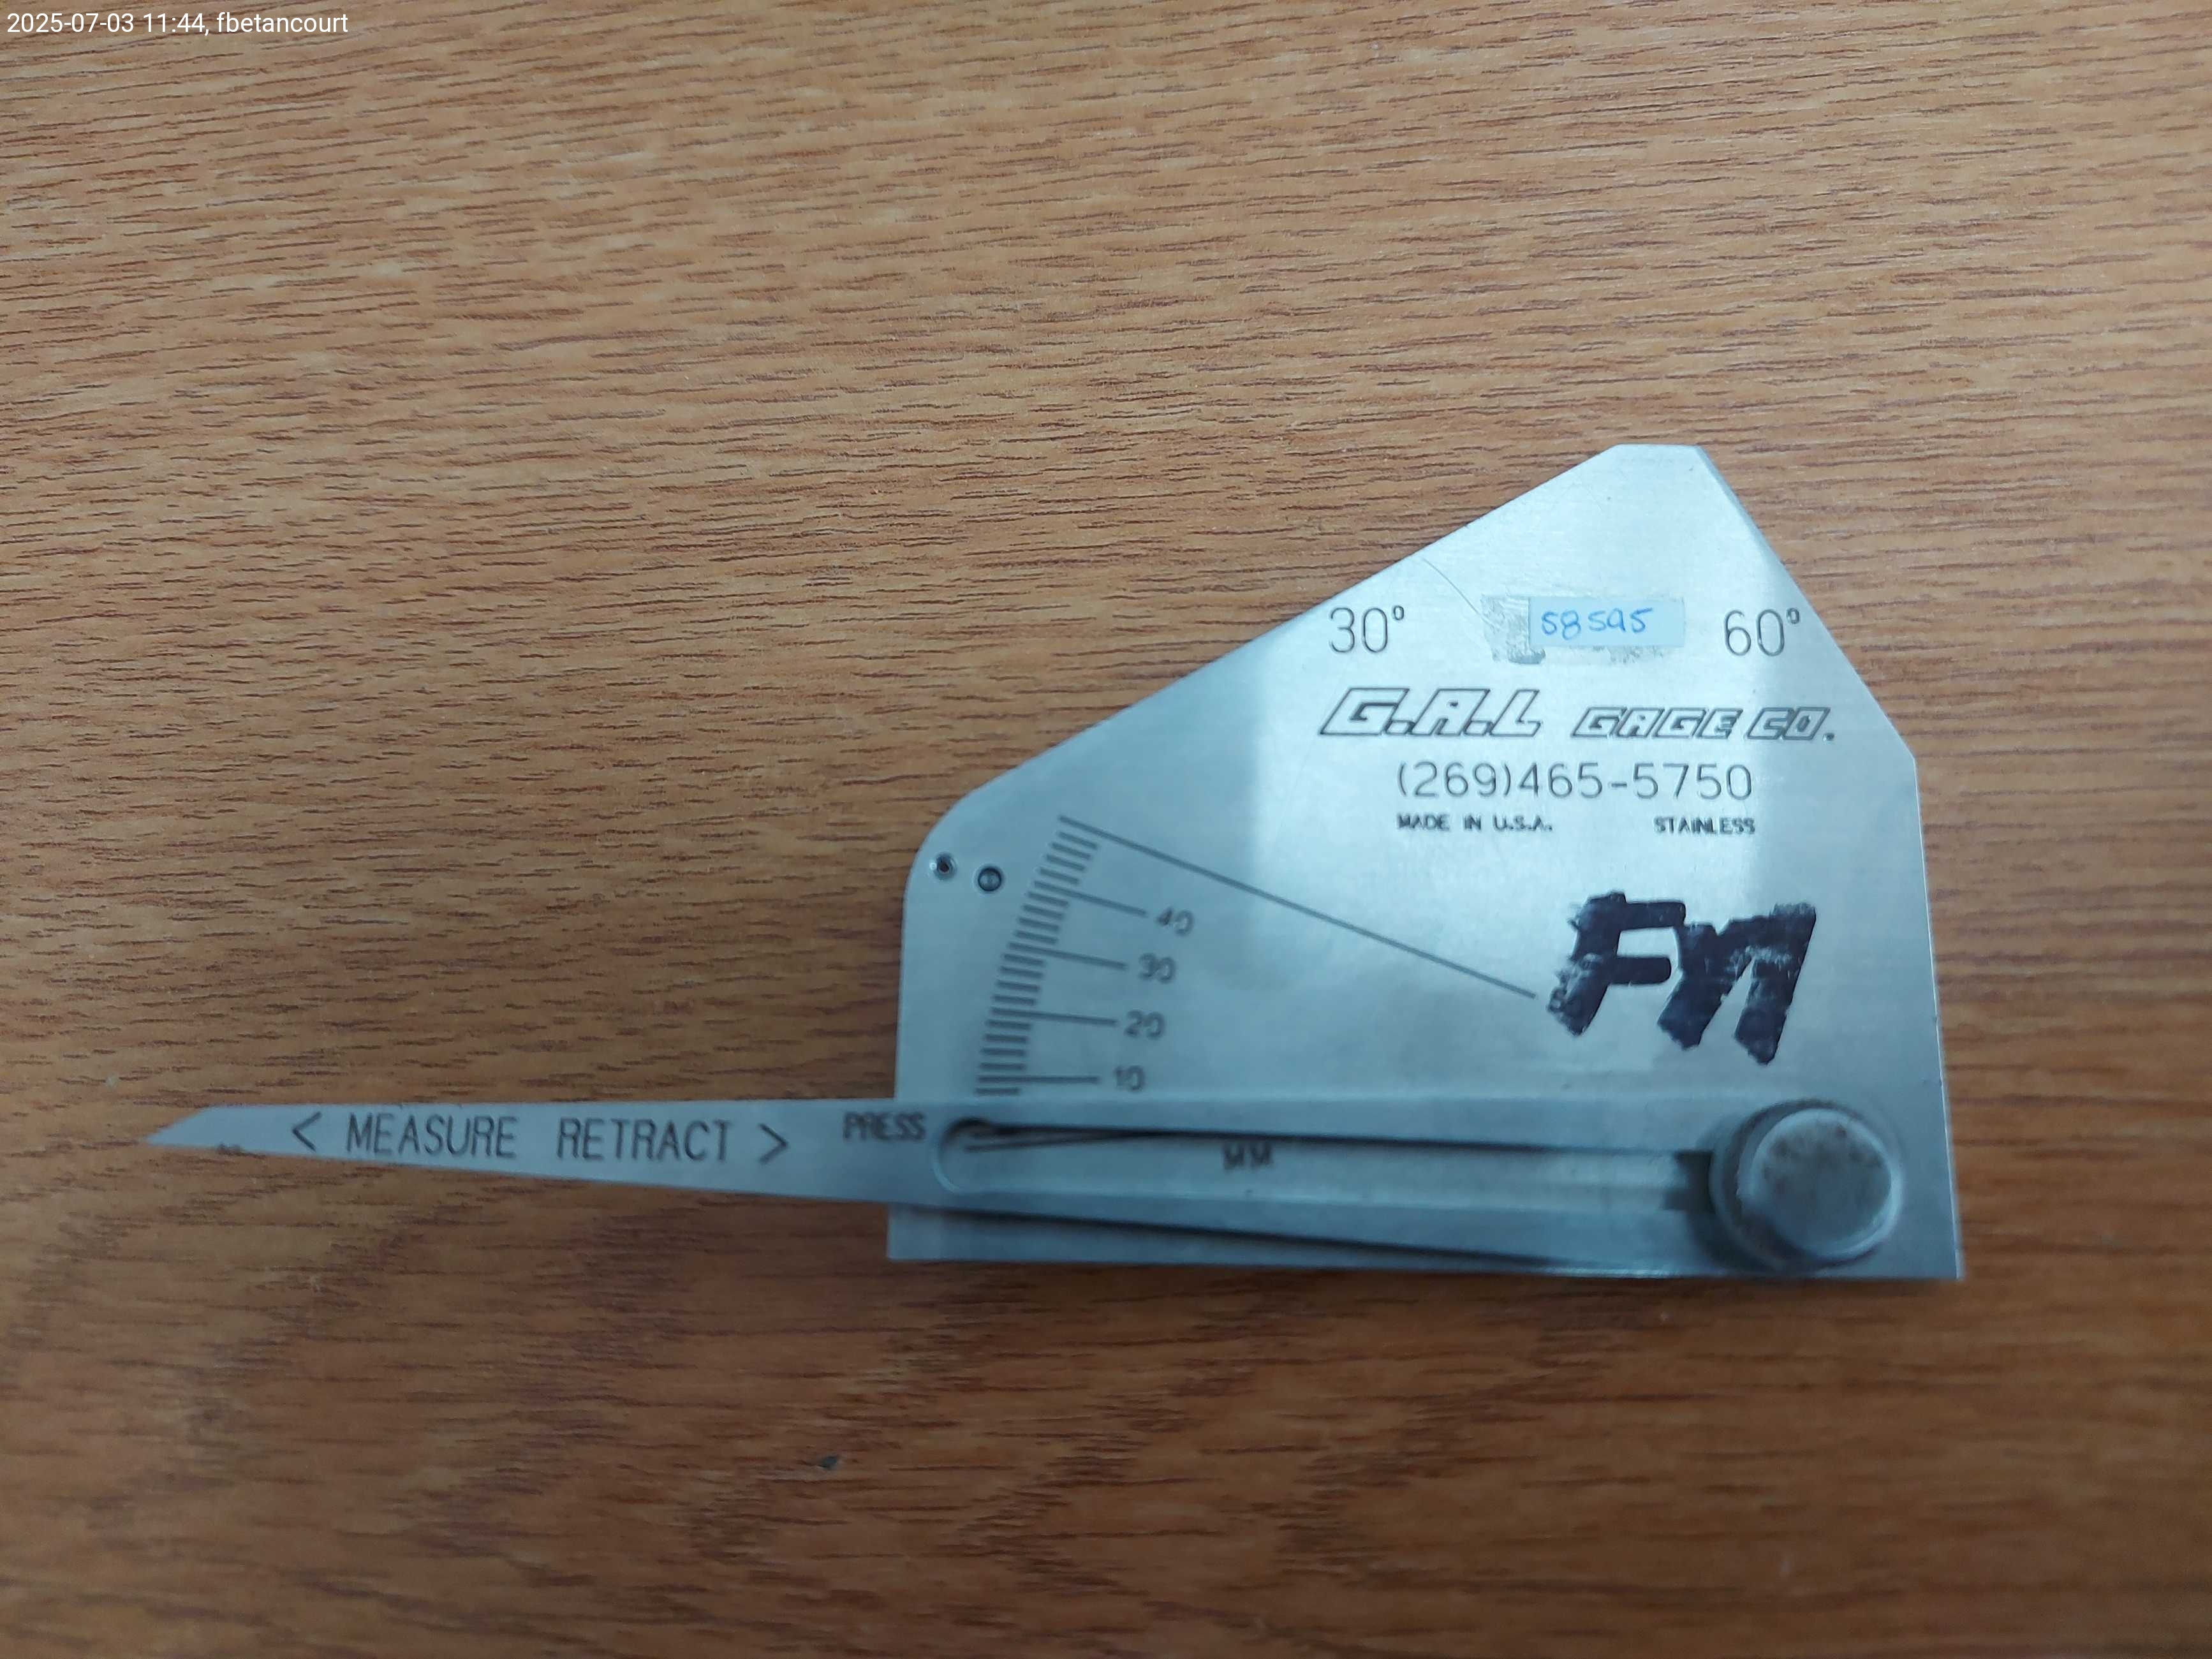 2025-07-03 11:44, fbetancourt
30° 58595 60°
G.A.L GAGE CO.
(269)465-5750
MADE IN U.S.A. STAINLESS
40
30
20
10
< MEASURE RETRACT > PRESS
MM